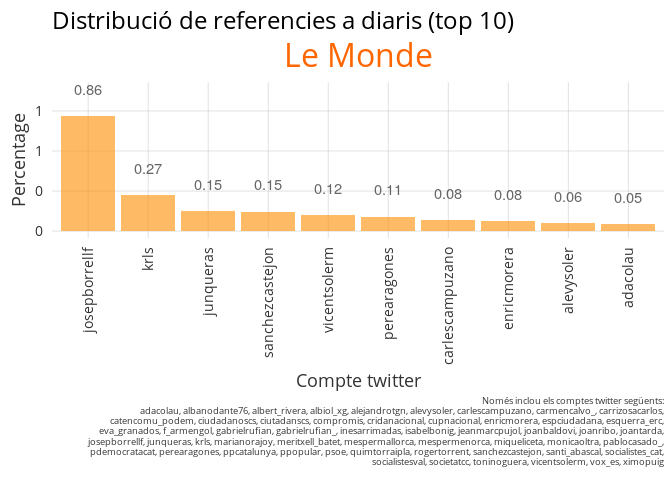 Distribució de referencies a diaris (top 10)
Le Monde
0.86
0.27
0.15
0.15
0.12
0.11
0.08
0.08
0.06
0.05
Percentage
1
1
0
0
josepborrellf
krls
junqueras
sanchezcastejon
vicentsolerm
perearagones
carlescampuzano
enricmorera
alevysoler
adacolau
Compte twitter
Només inclou els comptes twitter següents:
adacolau, albanodante76, albert_rivera, albiol_xg, alejandrotgn, alevysoler, carlescampuzano, carmencalvo_, carrizosacarlos,
catencomu_podem, ciudadanoscs, ciutadanscs, compromis, cridanacional, cupnacional, enricmorera, espciudadana, esquerra_erc,
eva_granados, f_armengol, gabrielrufian, gabrielrufian_, inesarrimadas, isabelbonig, jeanmarcpujol, joanbaldovi, joanribo, joantarda,
josepborrellf, junqueras, krls, marianorajoy, meritxell_batet, mespermallorca, mespermenorca, miqueliceta, monicaoltra, pablocasado_,
pdemocratacat, perearagones, ppcatalunya, ppopular, psoe, quimtorraipla, rogertorrent, sanchezcastejon, santi_abascal, socialistes_cat,
socialistesval, societatcc, toninoguera, vicentsolerm, vox_es, ximopuig